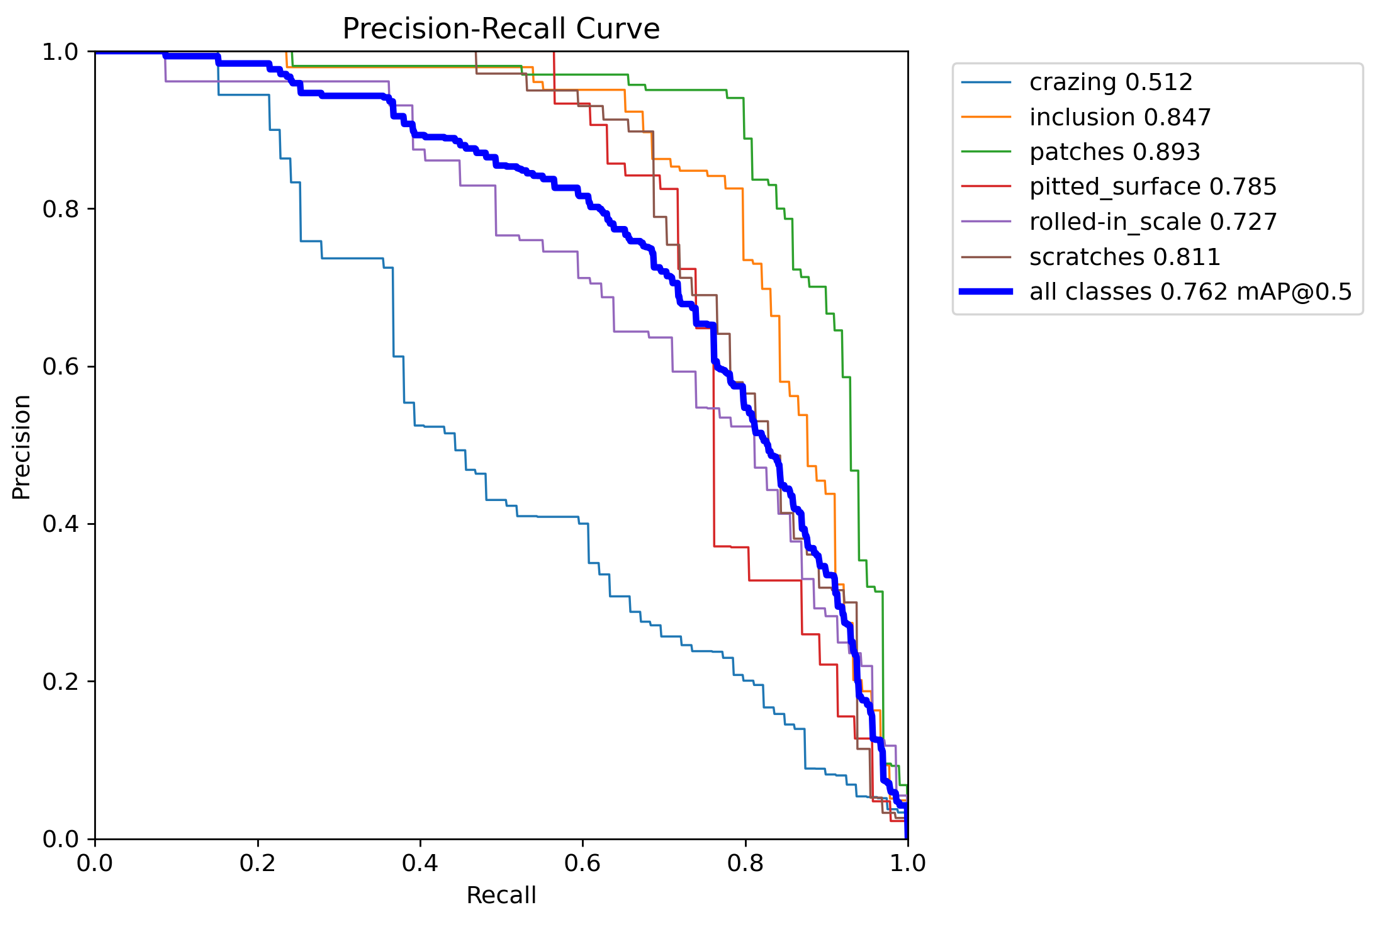 Precision-Recall Curve
1.0
0.8
0.6
0.4
0.2
0.0
Precision
0.0 0.2 0.4 0.6 0.8 1.0
Recall
crazing 0.512
inclusion 0.847
patches 0.893
pitted_surface 0.785
rolled-in_scale 0.727
scratches 0.811
all classes 0.762 mAP@0.5